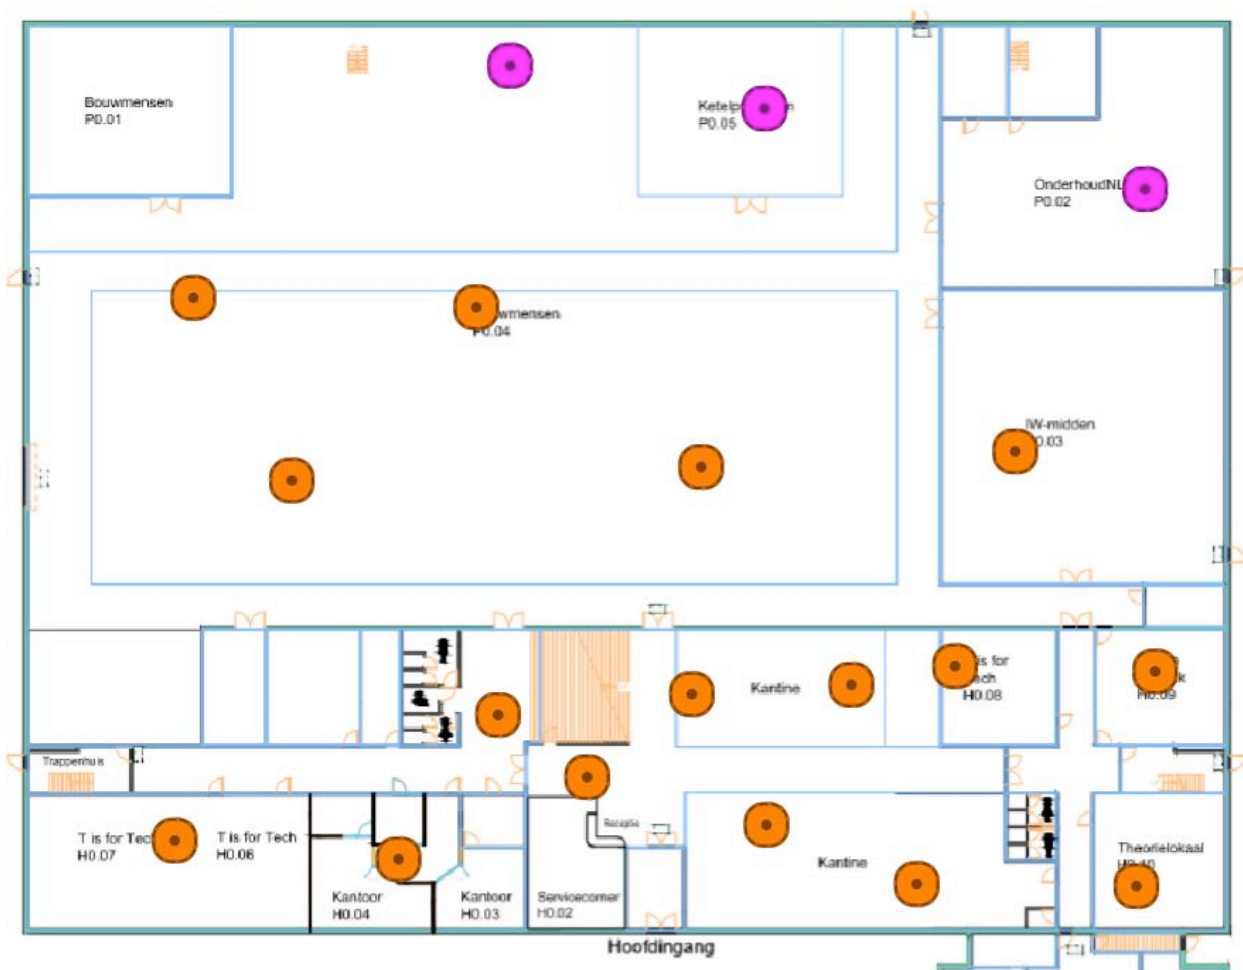 Bouwmensen
P0.01
P0.05
OnderhoudNL
P0.02
P0.04
IW-midden
Kantine
T is for Tech
H0.07
T is for Tech
H0.06
H0.08
H0.09
Trappenhuis
Receptie
Kantine
Theorielokaal
Kantoor
H0.04
Kantoor
H0.03
Servicecorner
H0.02
Hoofdingang